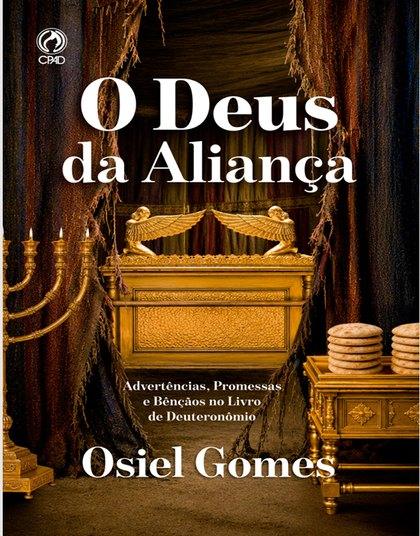 CPAD
O Deus
da Aliança
Advertências, Promessas
e Bênçãos no Livro
de Deuteronômio
Osiel Gomes